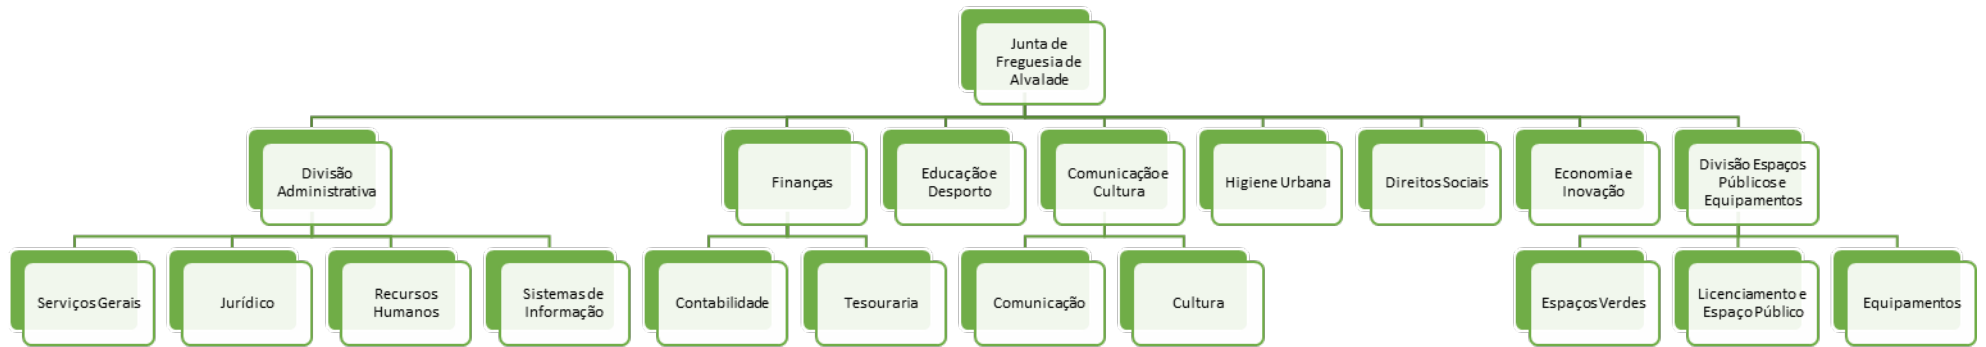 Junta de
Freguesia de
Alvalade
Divisão
Administrativa
Finanças
Educação e
Desporto
Comunicação e
Cultura
Higiene Urbana
Direitos Sociais
Economia e
Inovação
Divisão Espaços
Públicos e
Equipamentos
Serviços Gerais
Jurídico
Recursos
Humanos
Sistemas de
Informação
Contabilidade
Tesouraria
Comunicação
Cultura
Espaços Verdes
Licenciamento e
Espaço Público
Equipamentos